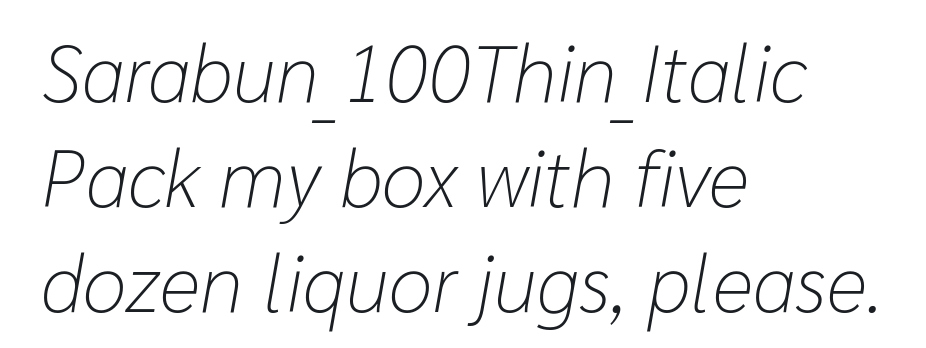 Sarabun_100Thin_Italic
Pack my box with five
dozen liquor jugs, please.